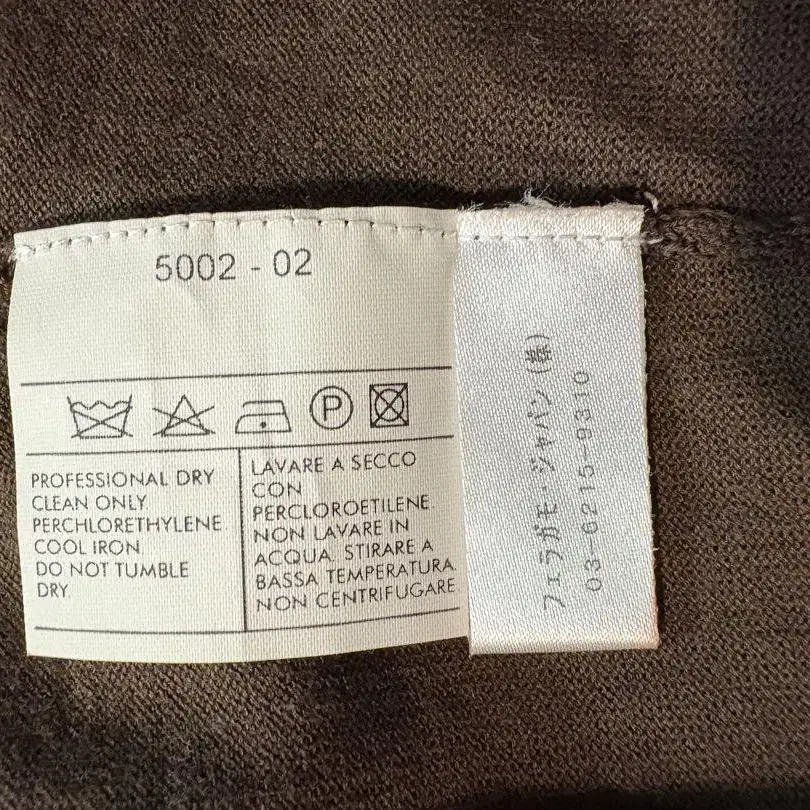 5002 - 02
P
PROFESSIONAL DRY
CLEAN ONLY
PERCHLORETHYLENE
COOL IRON
DO NOT TUMBLE
DRY.
LAVARE A SECCO
CON
PERCLOROETILENE.
NON LAVARE IN
ACQUA. STIRARE A
BASSA TEMPERATURA
NON CENTRIFUGARE
フェラガモ・ジャパン(株)
03-6215-9310